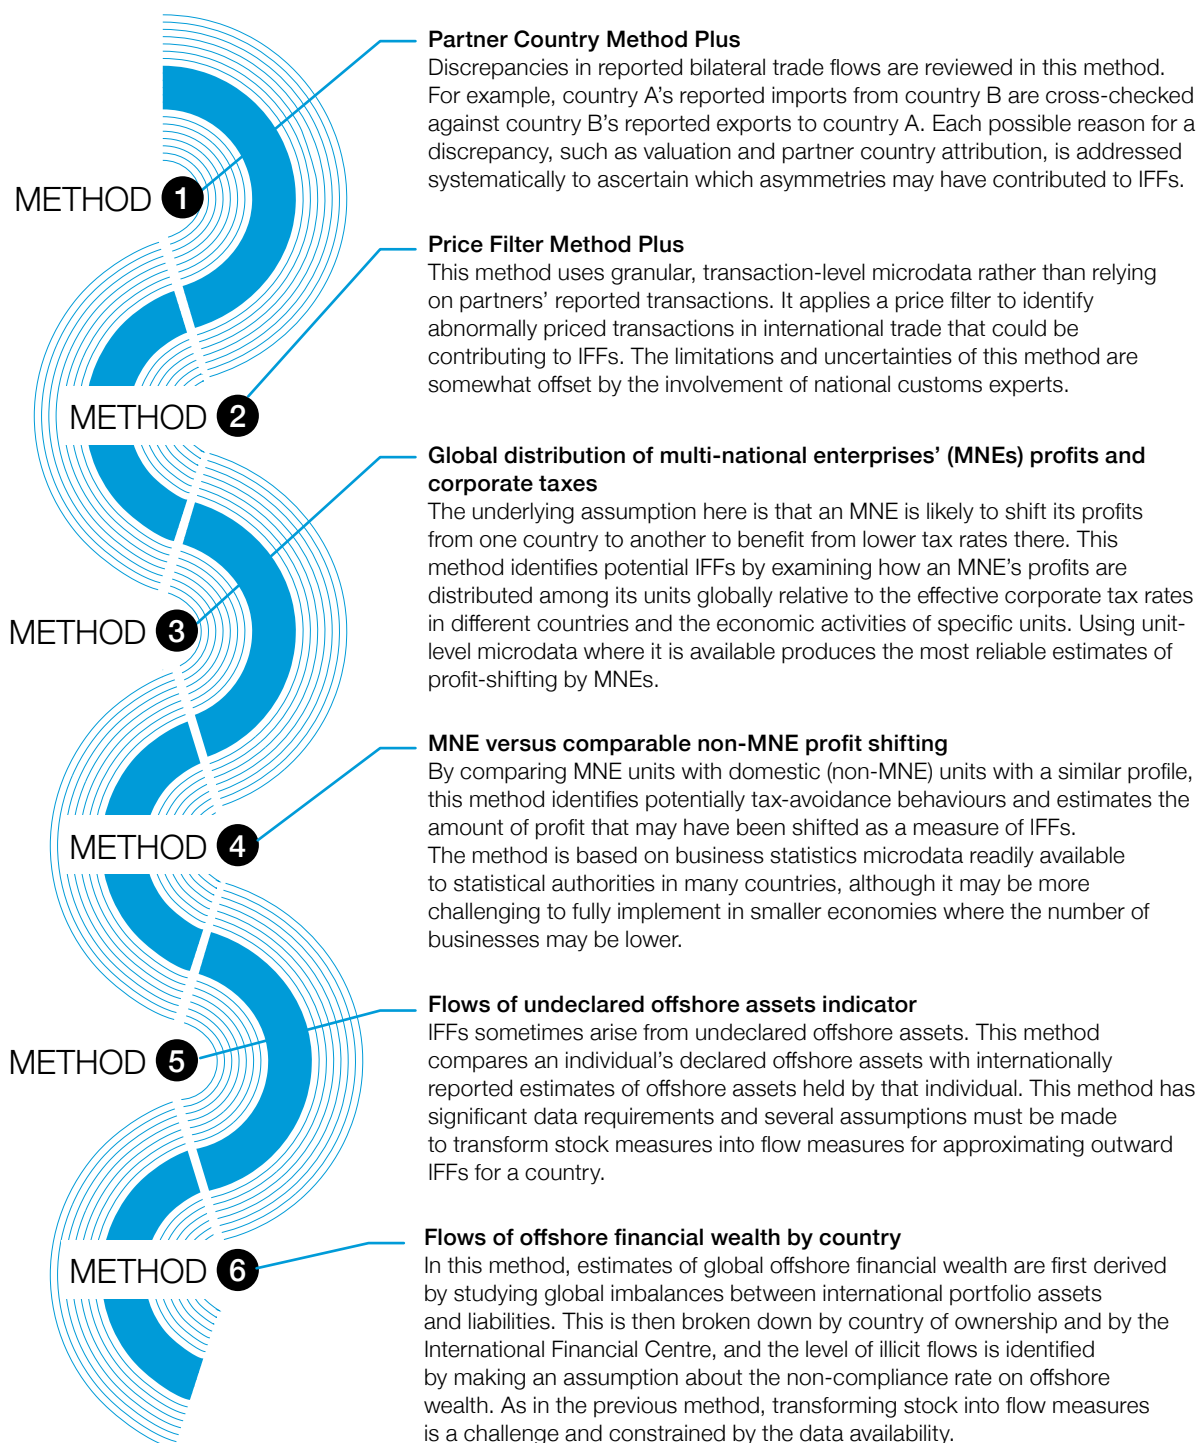 Partner Country Method Plus
Discrepancies in reported bilateral trade flows are reviewed in this method.
For example, country A’s reported imports from country B are cross-checked
against country B’s reported exports to country A. Each possible reason for a
discrepancy, such as valuation and partner country attribution, is addressed
systematically to ascertain which asymmetries may have contributed to IFFs.
METHOD 1
Price Filter Method Plus
This method uses granular, transaction-level microdata rather than relying
on partners’ reported transactions. It applies a price filter to identify
abnormally priced transactions in international trade that could be
contributing to IFFs. The limitations and uncertainties of this method are
somewhat offset by the involvement of national customs experts.
METHOD 2
Global distribution of multi-national enterprises’ (MNEs) profits and
corporate taxes
The underlying assumption here is that an MNE is likely to shift its profits
from one country to another to benefit from lower tax rates there. This
method identifies potential IFFs by examining how an MNE’s profits are
distributed among its units globally relative to the effective corporate tax rates
in different countries and the economic activities of specific units. Using unit-
level microdata where it is available produces the most reliable estimates of
profit-shifting by MNEs.
METHOD 3
MNE versus comparable non-MNE profit shifting
By comparing MNE units with domestic (non-MNE) units with a similar profile,
this method identifies potentially tax-avoidance behaviours and estimates the
amount of profit that may have been shifted as a measure of IFFs.
The method is based on business statistics microdata readily available
to statistical authorities in many countries, although it may be more
challenging to fully implement in smaller economies where the number of
businesses may be lower.
METHOD 4
Flows of undeclared offshore assets indicator
IFFs sometimes arise from undeclared offshore assets. This method
compares an individual’s declared offshore assets with internationally
reported estimates of offshore assets held by that individual. This method has
significant data requirements and several assumptions must be made
to transform stock measures into flow measures for approximating outward
IFFs for a country.
METHOD 5
Flows of offshore financial wealth by country
In this method, estimates of global offshore financial wealth are first derived
by studying global imbalances between international portfolio assets
and liabilities. This is then broken down by country of ownership and by the
International Financial Centre, and the level of illicit flows is identified
by making an assumption about the non-compliance rate on offshore
wealth. As in the previous method, transforming stock into flow measures
is a challenge and constrained by the data availability.
METHOD 6